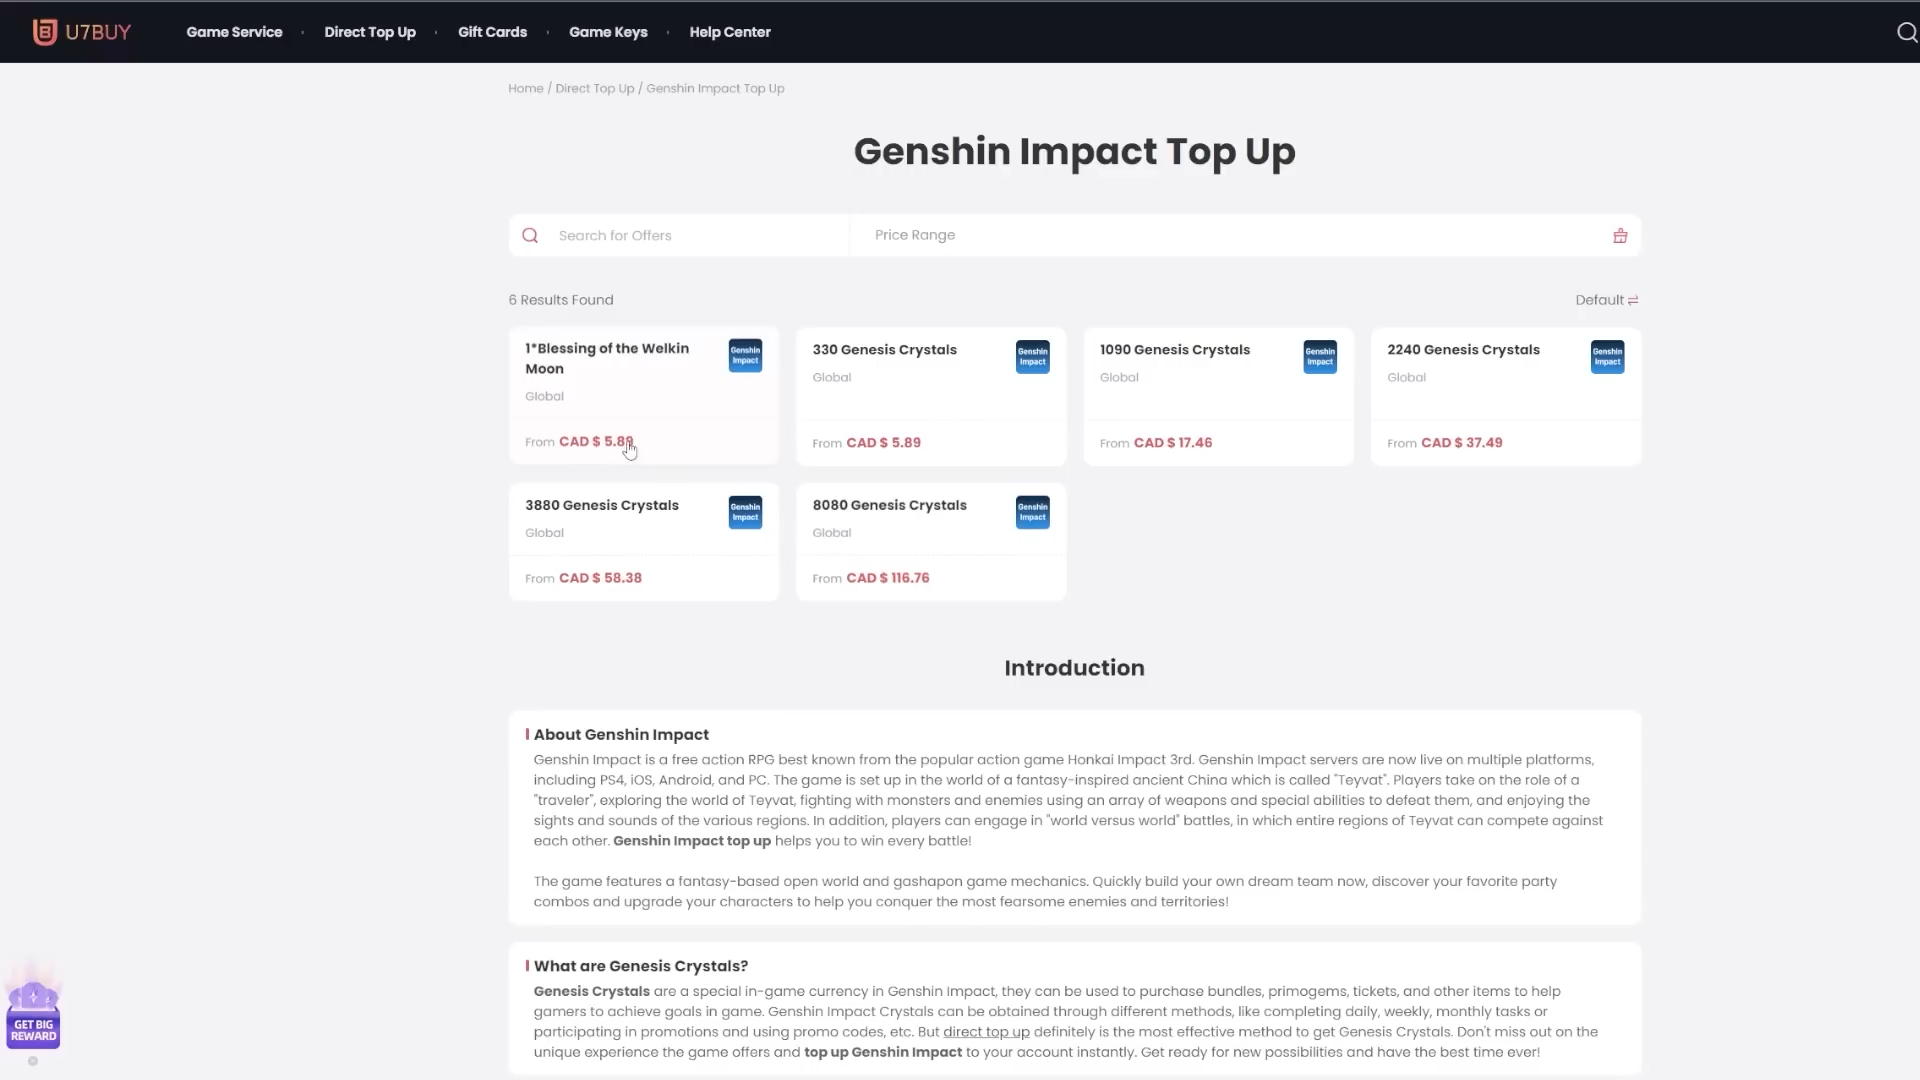 U7BUY
Game Service · Direct Top Up · Gift Cards · Game Keys · Help Center
Home / Direct Top Up / Genshin Impact Top Up
Genshin Impact Top Up
Search for Offers
Price Range
6 Results Found
Default
1*Blessing of the Welkin
Moon
Global
From CAD $ 5.89
Genshin
Impact
330 Genesis Crystals
Global
From CAD $ 5.89
Genshin
Impact
1090 Genesis Crystals
Global
From CAD $ 17.46
Genshin
Impact
2240 Genesis Crystals
Global
From CAD $ 37.49
Genshin
Impact
3880 Genesis Crystals
Global
From CAD $ 58.38
Genshin
Impact
8080 Genesis Crystals
Global
From CAD $ 116.76
Genshin
Impact
Introduction
About Genshin Impact
Genshin Impact is a free action RPG best known from the popular action game Honkai Impact 3rd. Genshin Impact servers are now live on multiple platforms,
including PS4, iOS, Android, and PC. The game is set up in the world of a fantasy-inspired ancient China which is called "Teyvat". Players take on the role of a
"traveler", exploring the world of Teyvat, fighting with monsters and enemies using an array of weapons and special abilities to defeat them, and enjoying the
sights and sounds of the various regions. In addition, players can engage in "world versus world" battles, in which entire regions of Teyvat can compete against
each other. Genshin Impact top up helps you to win every battle!
The game features a fantasy-based open world and gashapon game mechanics. Quickly build your own dream team now, discover your favorite party
combos and upgrade your characters to help you conquer the most fearsome enemies and territories!
What are Genesis Crystals?
Genesis Crystals are a special in-game currency in Genshin Impact, they can be used to purchase bundles, primogems, tickets, and other items to help
gamers to achieve goals in game. Genshin Impact Crystals can be obtained through different methods, like completing daily, weekly, monthly tasks or
participating in promotions and using promo codes, etc. But direct top up definitely is the most effective method to get Genesis Crystals. Don't miss out on the
unique experience the game offers and top up Genshin Impact to your account instantly. Get ready for new possibilities and have the best time ever!
GET BIG
REWARD